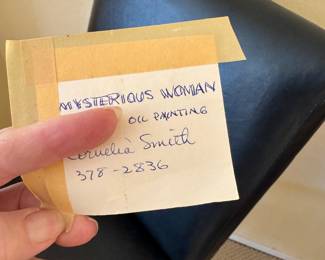 MYSTERIOUS WOMAN
OIL PAINTING
Cornelia Smith
378-2836